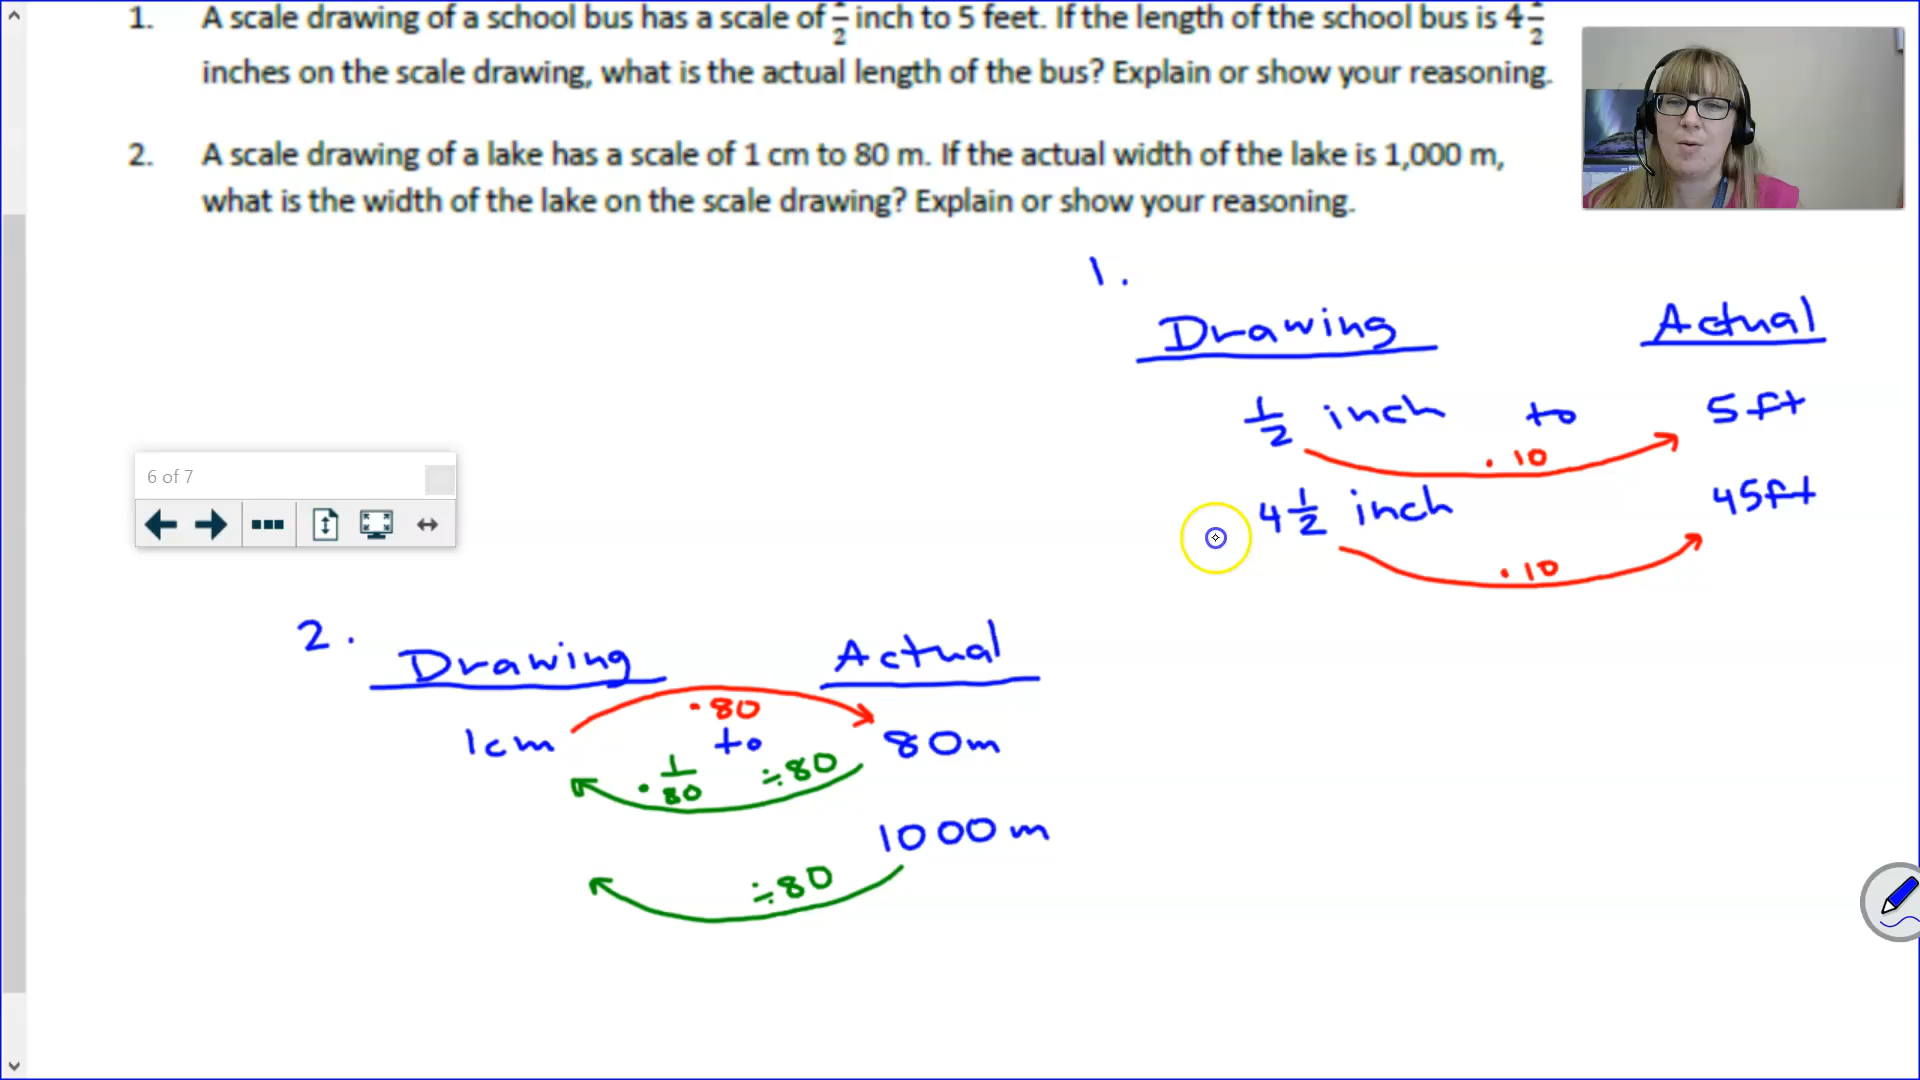 1. A scale drawing of a school bus has a scale of 1/2 inch to 5 feet. If the length of the school bus is 4 1/2
inches on the scale drawing, what is the actual length of the bus? Explain or show your reasoning.
2. A scale drawing of a lake has a scale of 1 cm to 80 m. If the actual width of the lake is 1,000 m,
what is the width of the lake on the scale drawing? Explain or show your reasoning.
1.
Drawing Actual
1/2 inch to 5ft
· 10
4 1/2 inch 45ft
· 10
6 of 7
2.
Drawing Actual
· 80
1cm to 80m
· 1/80 ÷80
1000m
÷80